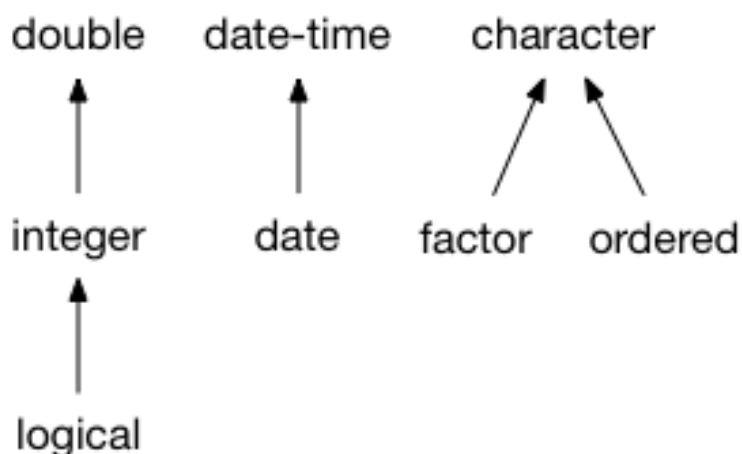 double date-time character
integer date factor ordered
logical